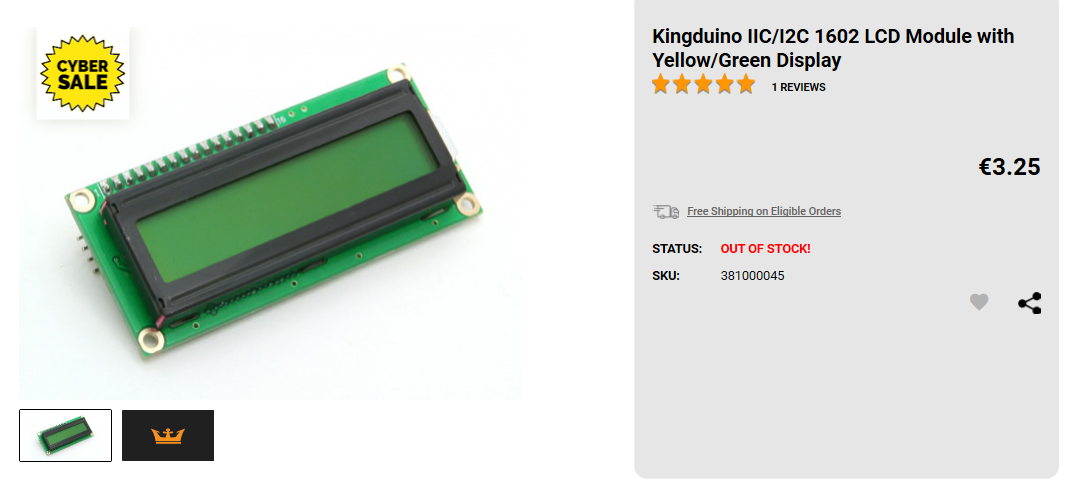 CYBER
SALE
Kingduino IIC/I2C 1602 LCD Module with
Yellow/Green Display
1 REVIEWS
€3.25
Free Shipping on Eligible Orders
STATUS: OUT OF STOCK!
SKU: 381000045